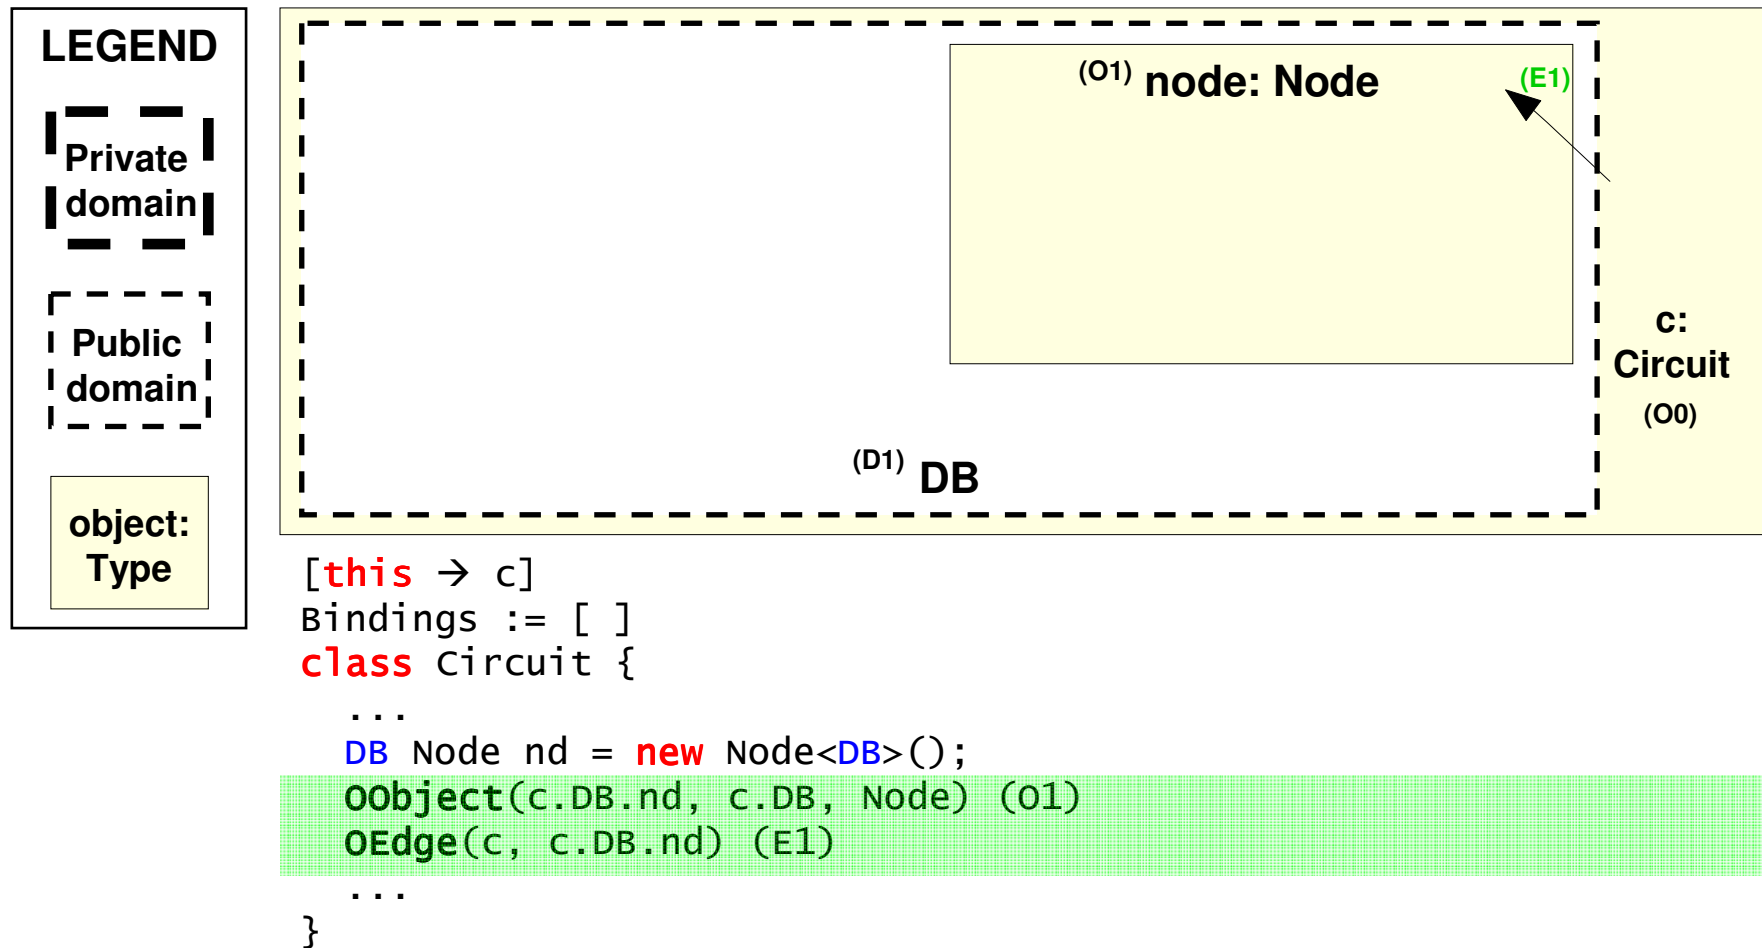 LEGEND
Private
domain
Public
domain
object:
Type
(O1) node: Node
(E1)
c:
Circuit
(O0)
(D1) DB
[this → c]
Bindings := [ ]
class Circuit {
...
DB Node nd = new Node<DB>();
OObject(c.DB.nd, c.DB, Node) (O1)
OEdge(c, c.DB.nd) (E1)
...
}